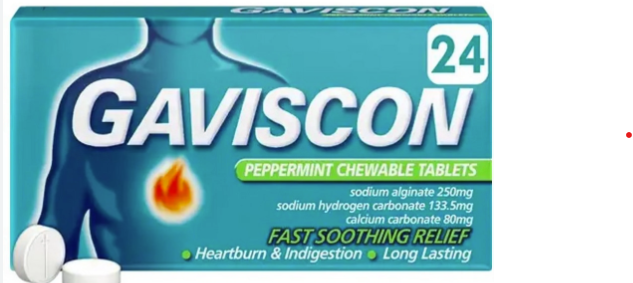 GAVISCON
24
GAVISCON
PEPPERMINT CHEWABLE TABLETS
sodium alginate 250mg
sodium hydrogen carbonate 133.5mg
calcium carbonate 80mg
FAST SOOTHING RELIEF
• Heartburn & Indigestion • Long Lasting